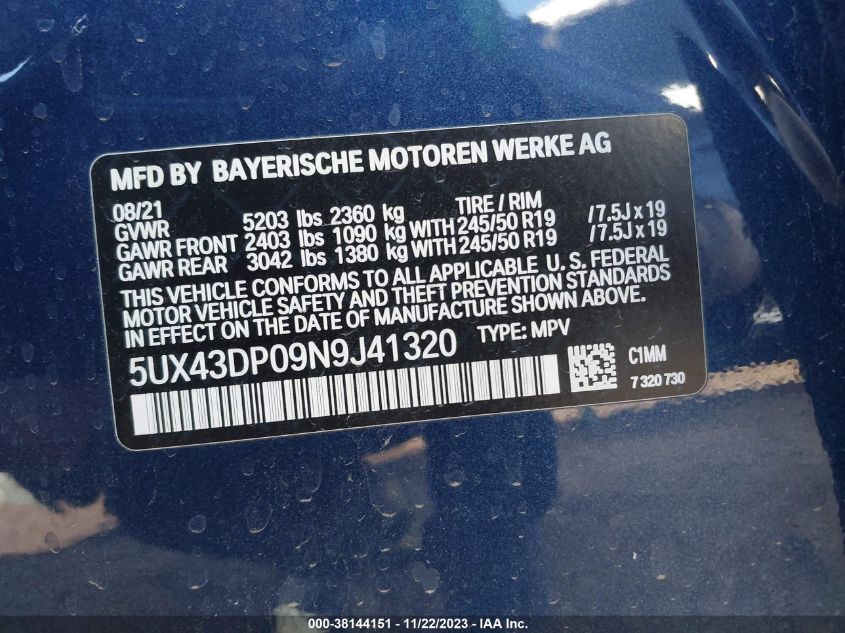 MFD BY BAYERISCHE MOTOREN WERKE AG
08/21 TIRE / RIM
GVWR 5203 lbs 2360 kg
GAWR FRONT 2403 lbs 1090 kg WITH 245/50 R19 /7.5J x 19
GAWR REAR 3042 lbs 1380 kg WITH 245/50 R19 /7.5J x 19
THIS VEHICLE CONFORMS TO ALL APPLICABLE U.S. FEDERAL
MOTOR VEHICLE SAFETY AND THEFT PREVENTION STANDARDS
IN EFFECT ON THE DATE OF MANUFACTURE SHOWN ABOVE.
5UX43DP09N9J41320 TYPE: MPV
C1MM
7 320 730
000-38144151 - 11/22/2023 - IAA Inc.